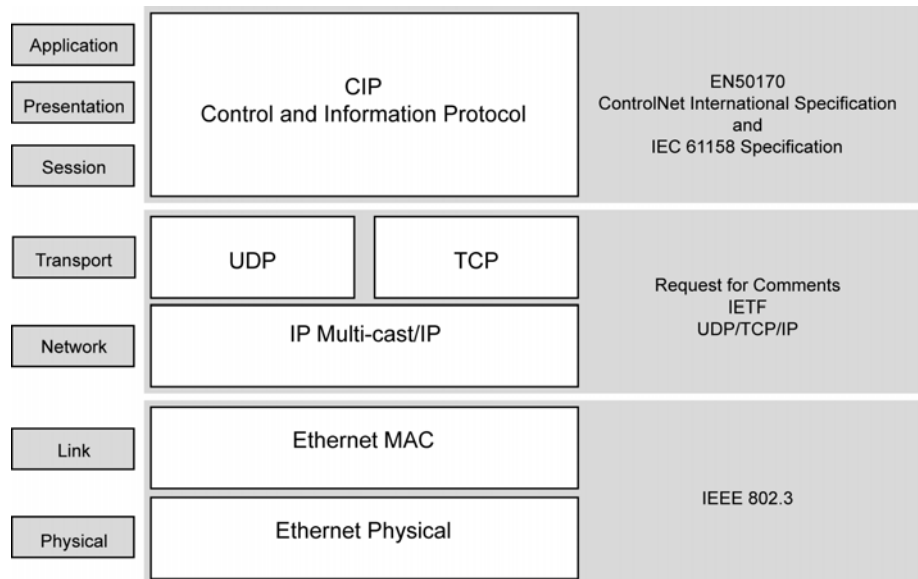 Application
Presentation
Session
CIP
Control and Information Protocol
EN50170
ControlNet International Specification
and
IEC 61158 Specification
Transport
Network
UDP
TCP
IP Multi-cast/IP
Request for Comments
IETF
UDP/TCP/IP
Link
Physical
Ethernet MAC
Ethernet Physical
IEEE 802.3